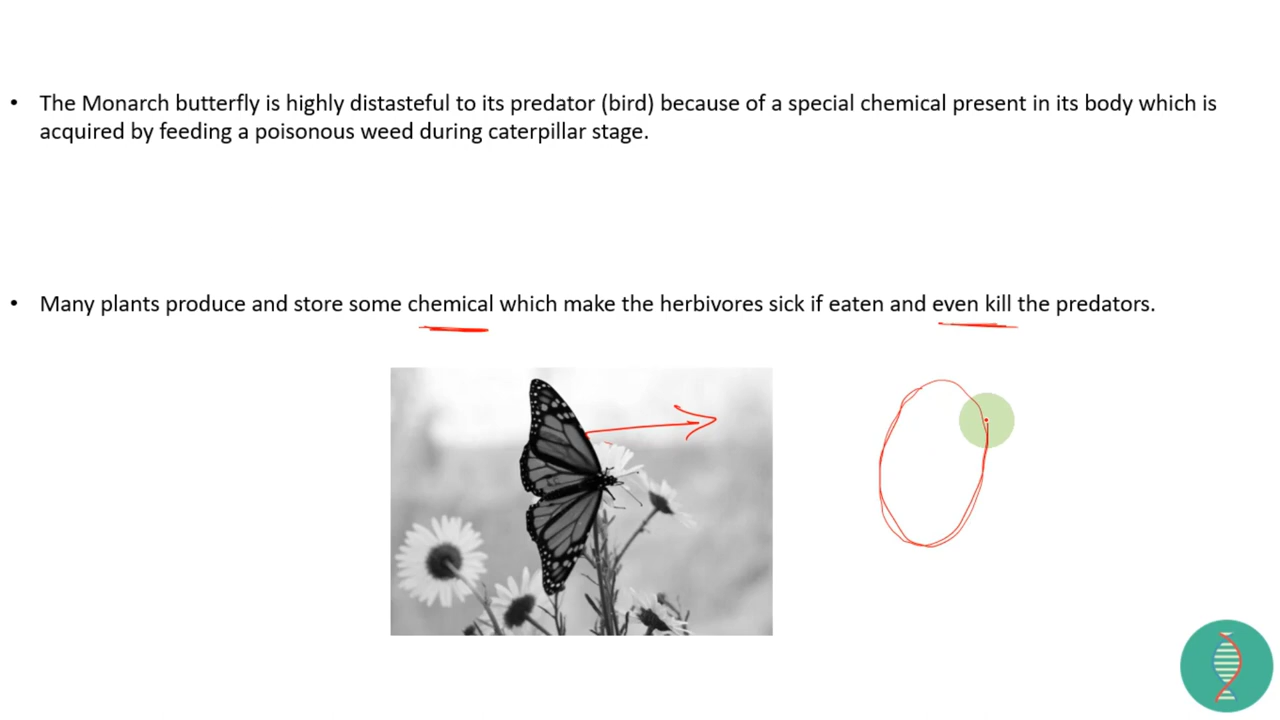 • The Monarch butterfly is highly distasteful to its predator (bird) because of a special chemical present in its body which is
acquired by feeding a poisonous weed during caterpillar stage.
• Many plants produce and store some chemical which make the herbivores sick if eaten and even kill the predators.